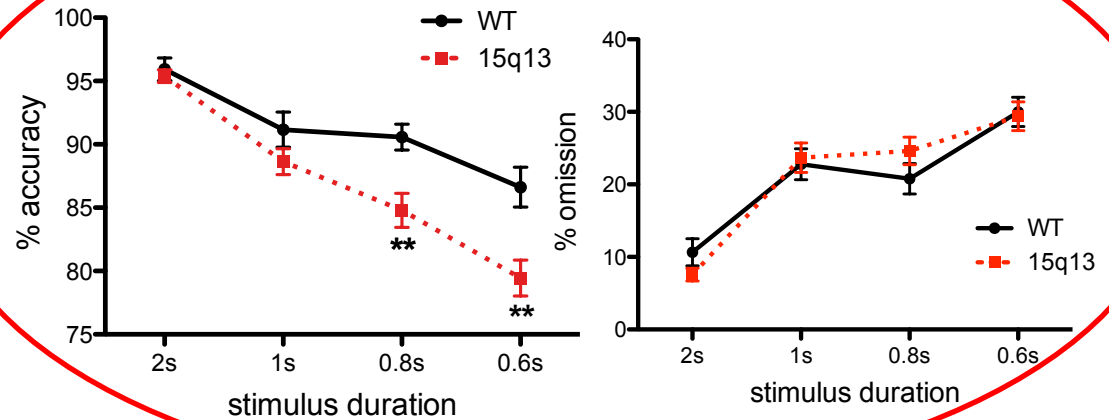 100
95
90
85
80
75
% accuracy
WT
15q13
**
**
2s
1s
0.8s
0.6s
stimulus duration
40
30
20
10
0
% omission
WT
15q13
2s
1s
0.8s
0.6s
stimulus duration